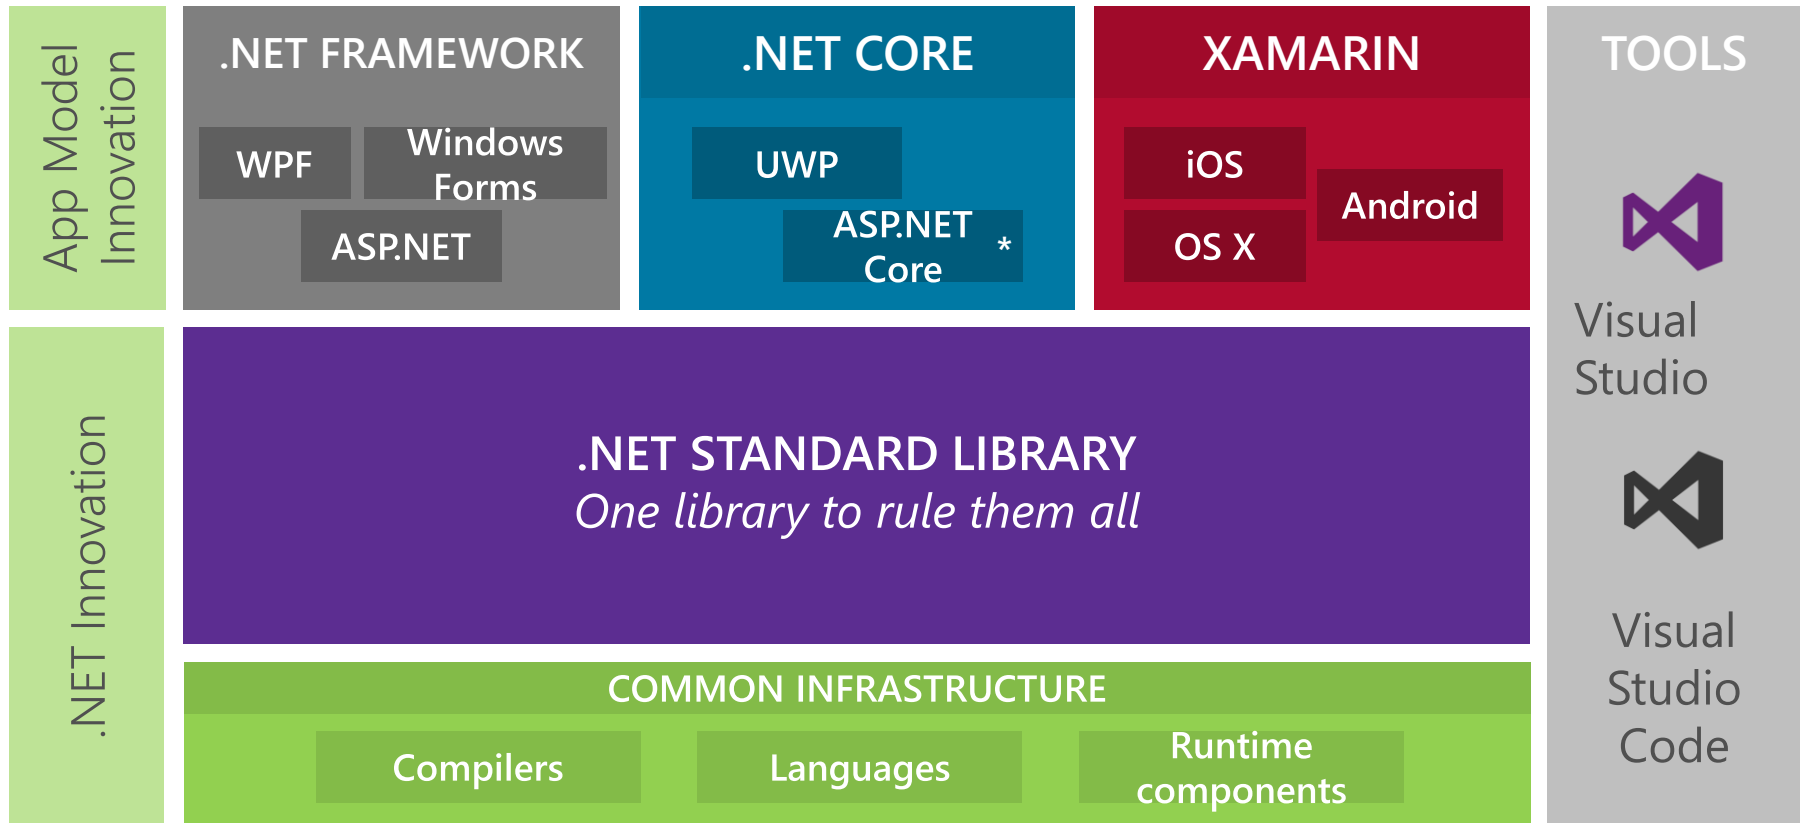 App Model
Innovation
.NET FRAMEWORK
WPF
Windows
Forms
ASP.NET
.NET CORE
UWP
ASP.NET
Core *
XAMARIN
iOS
Android
OS X
TOOLS
Visual
Studio
Visual
Studio
Code
.NET Innovation
.NET STANDARD LIBRARY
One library to rule them all
COMMON INFRASTRUCTURE
Compilers
Languages
Runtime
components